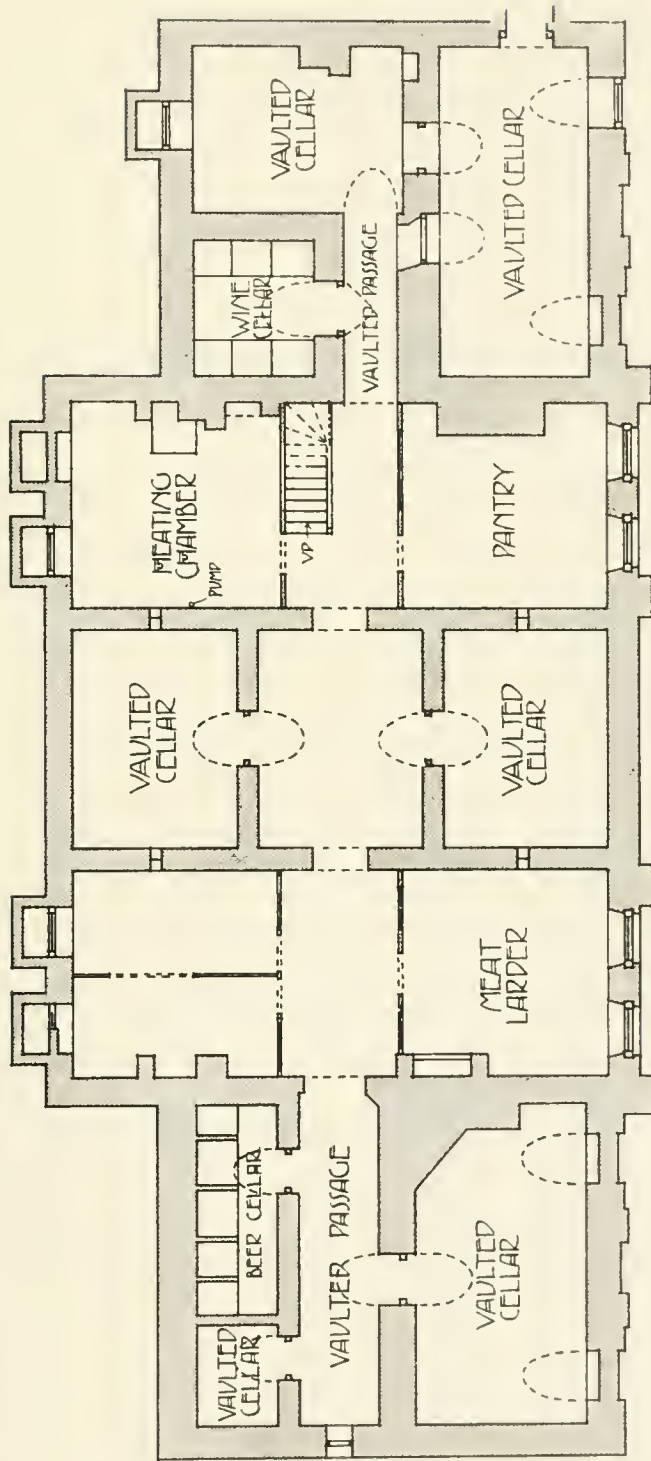 VAULTED
CELLAR
VAULTED CELLAR
WINE
CELLAR
VAULTED PASSAGE
HEATING
CHAMBER
PUMP
UP
PANTRY
VAULTED
CELLAR
VAULTED
CELLAR
MEAT
LARDER
BEER CELLAR
VAULTED PASSAGE
VAULTED
CELLAR
VAULTED
CELLAR